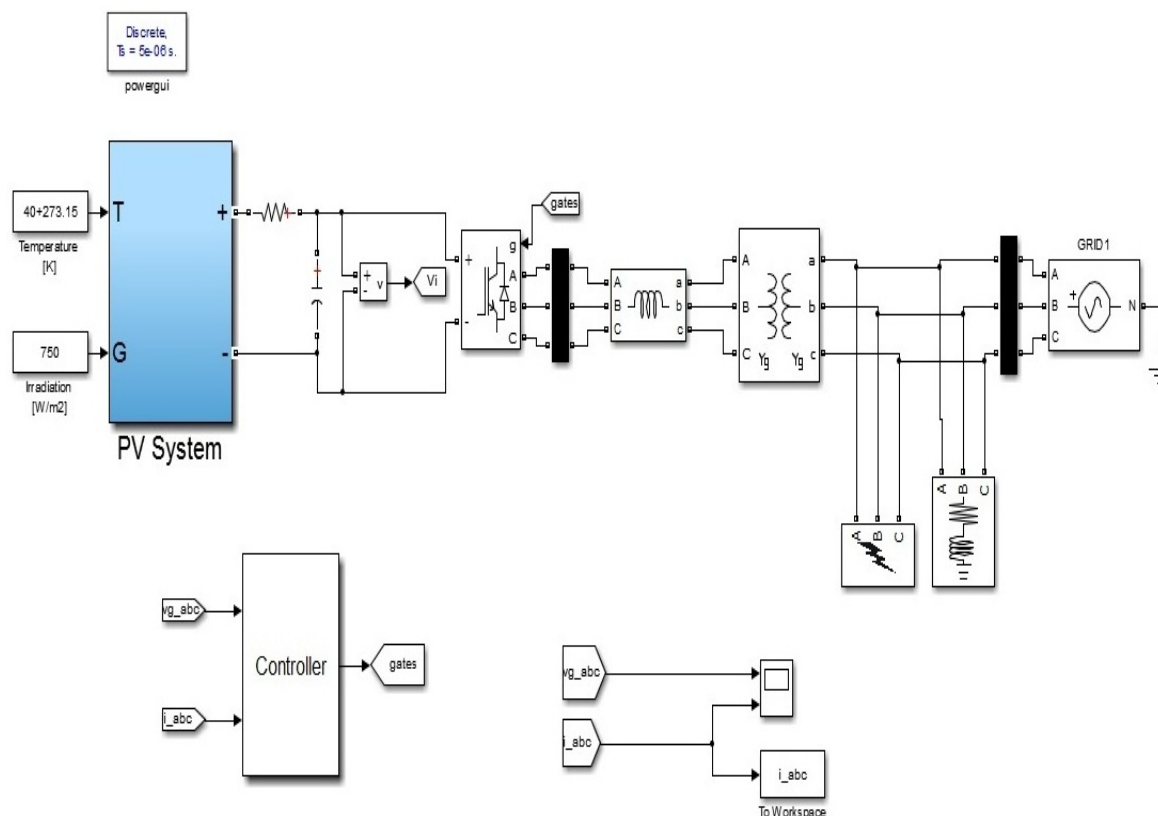 Discrete,
Ts = 5e-06 s.
powergui
40+273.15
Temperature
[K]
T
+
G
-
750
Irradiation
[W/m2]
PV System
+
-
v
Vi
gates
g
+
-
A
B
C
A
B
C
a
b
c
A
B
C
a
b
c
Yg
Yg
GRID1
A
B
C
+
N
A
B
C
A
B
C
vg_abc
i_abc
Controller
gates
vg_abc
i_abc
i_abc
To Workspace